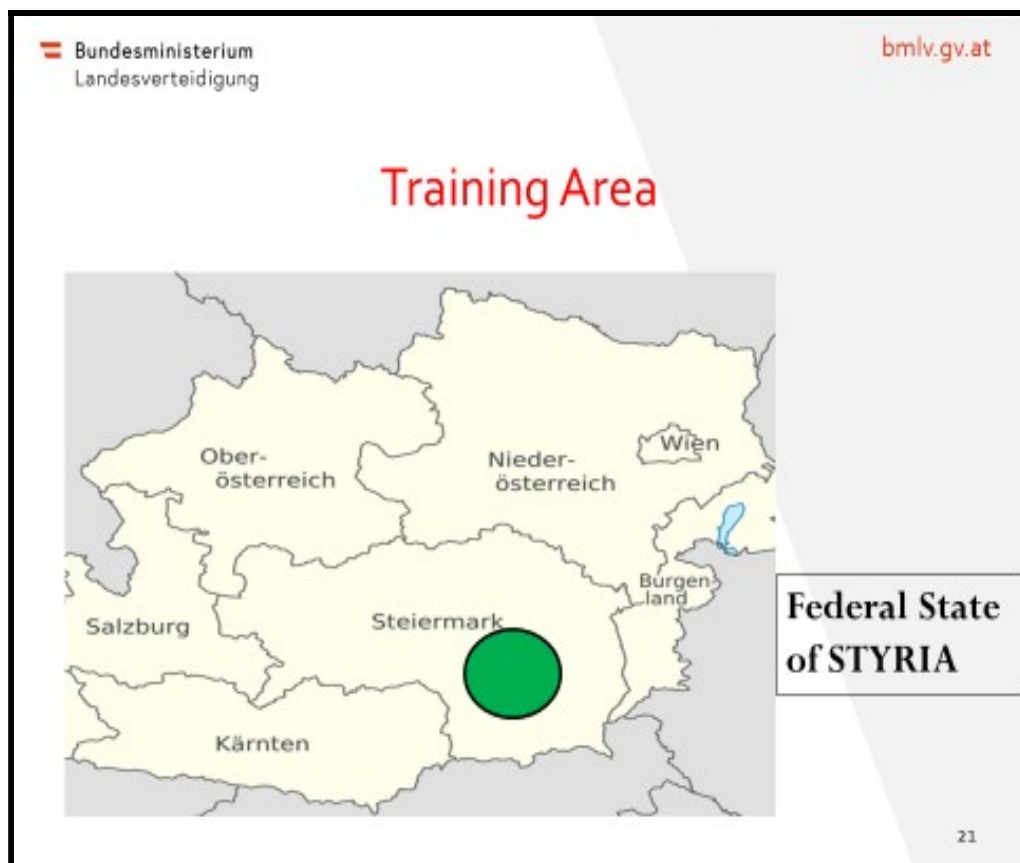 Bundesministerium
Landesverteidigung
bmlv.gv.at
Training Area
Ober-
österreich
Nieder-
österreich
Wien
Burgen-
land
Salzburg
Steiermark
Kärnten
Federal State
of STYRIA
21